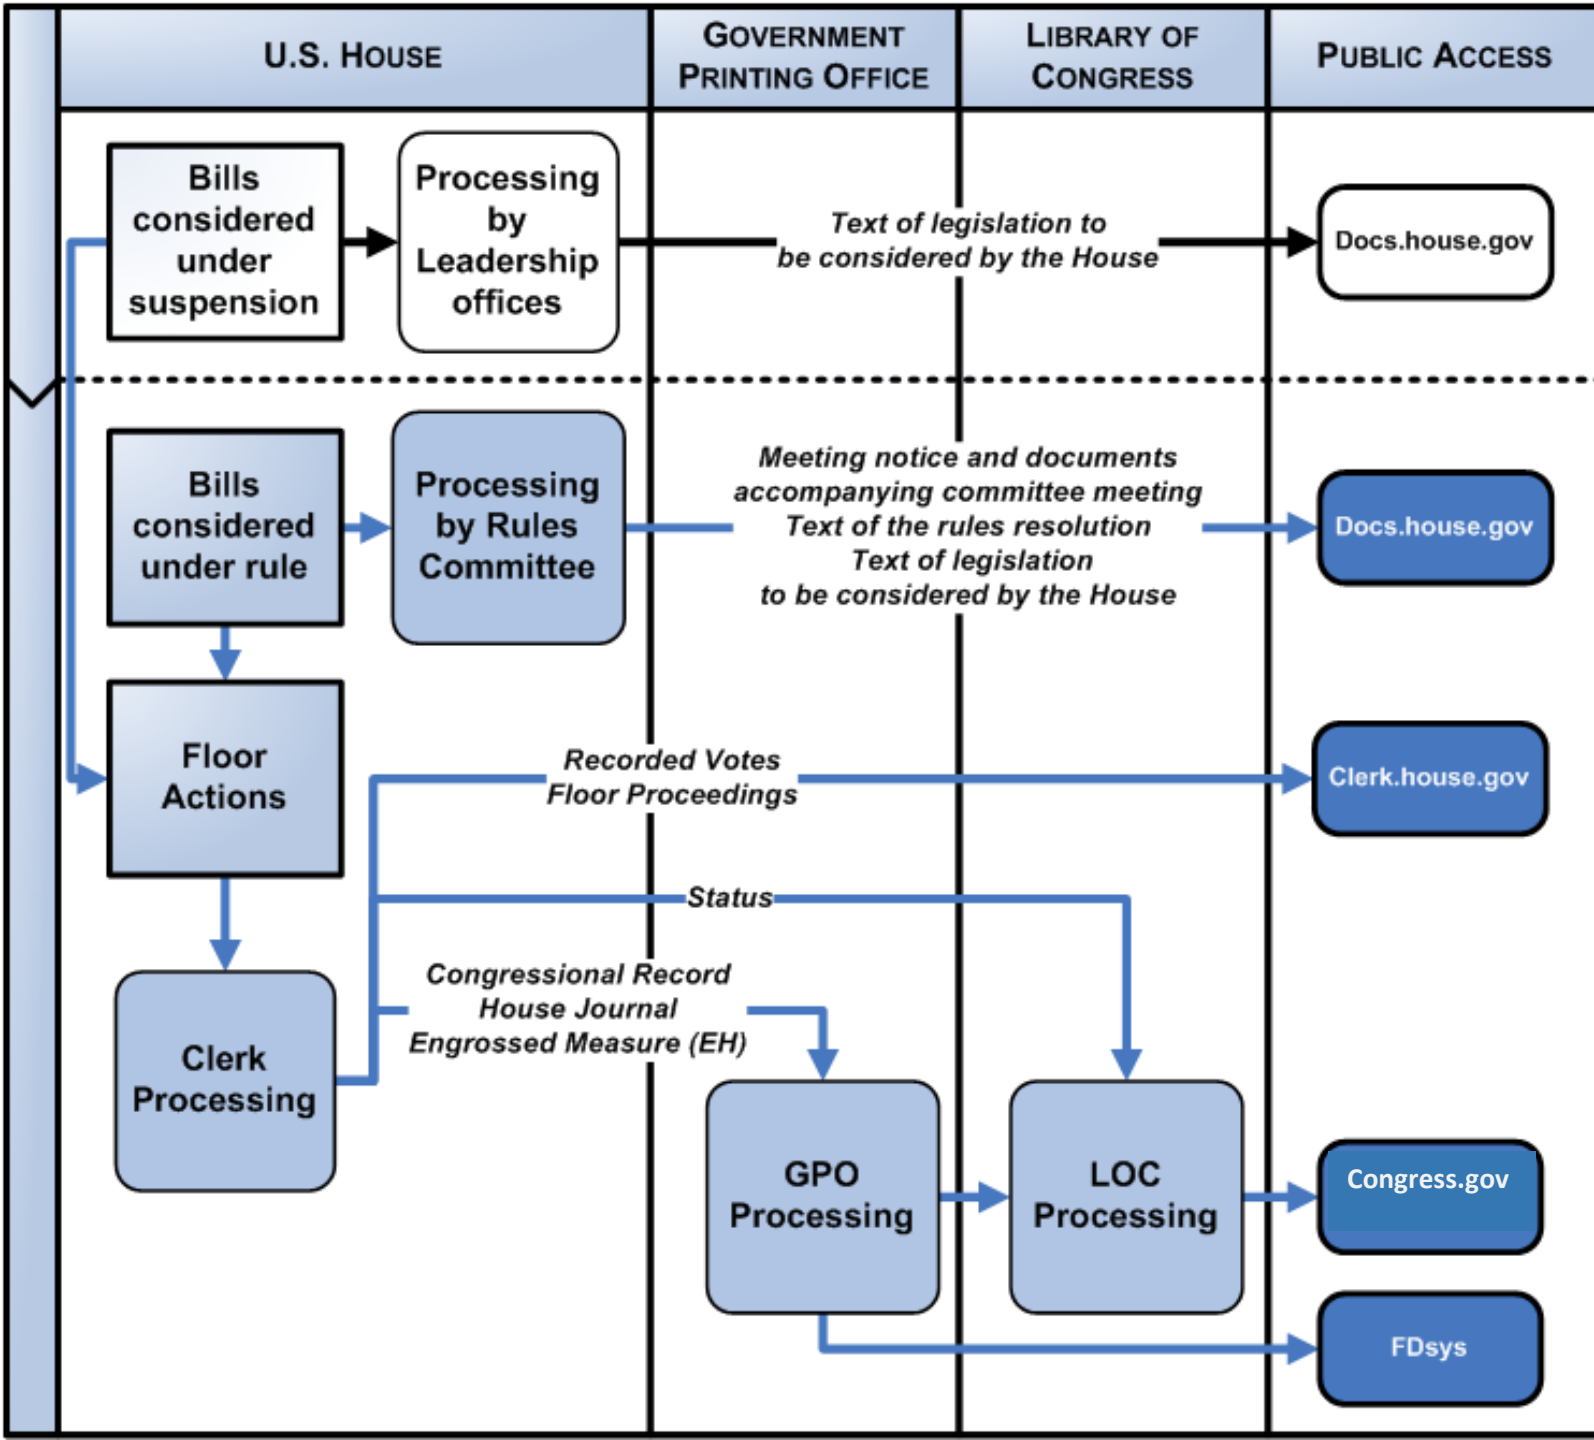 U.S. HOUSE
GOVERNMENT
PRINTING OFFICE
LIBRARY OF
CONGRESS
PUBLIC ACCESS
Bills
considered
under
suspension
Processing
by
Leadership
offices
Text of legislation to
be considered by the House
Docs.house.gov
Bills
considered
under rule
Processing
by Rules
Committee
Meeting notice and documents
accompanying committee meeting
Text of the rules resolution
Text of legislation
to be considered by the House
Docs.house.gov
Floor
Actions
Recorded Votes
Floor Proceedings
Clerk.house.gov
Status
Congressional Record
House Journal
Engrossed Measure (EH)
Clerk
Processing
GPO
Processing
LOC
Processing
Congress.gov
FDsys